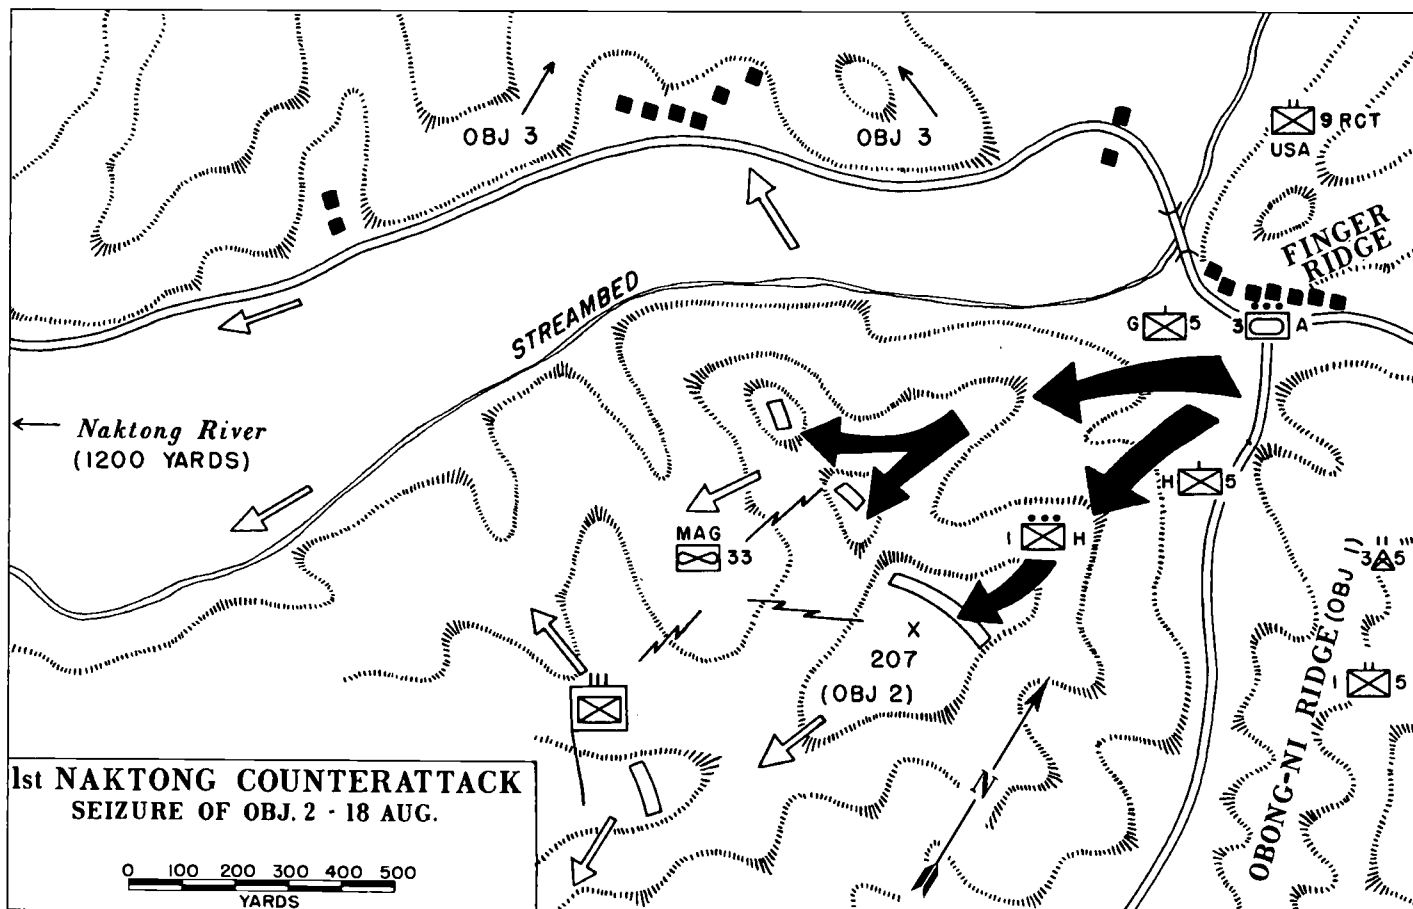 OBJ 3
OBJ 3
9 RCT
USA
FINGER
RIDGE
STREAMBED
G 5
3 A
Naktong River
(1200 YARDS)
H 5
MAG
33
1 H
3 5
207
(OBJ 2)
1 5
OBONG-NI RIDGE (OBJ 1)
N
1st NAKTONG COUNTERATTACK
SEIZURE OF OBJ. 2 - 18 AUG.
0 100 200 300 400 500
YARDS